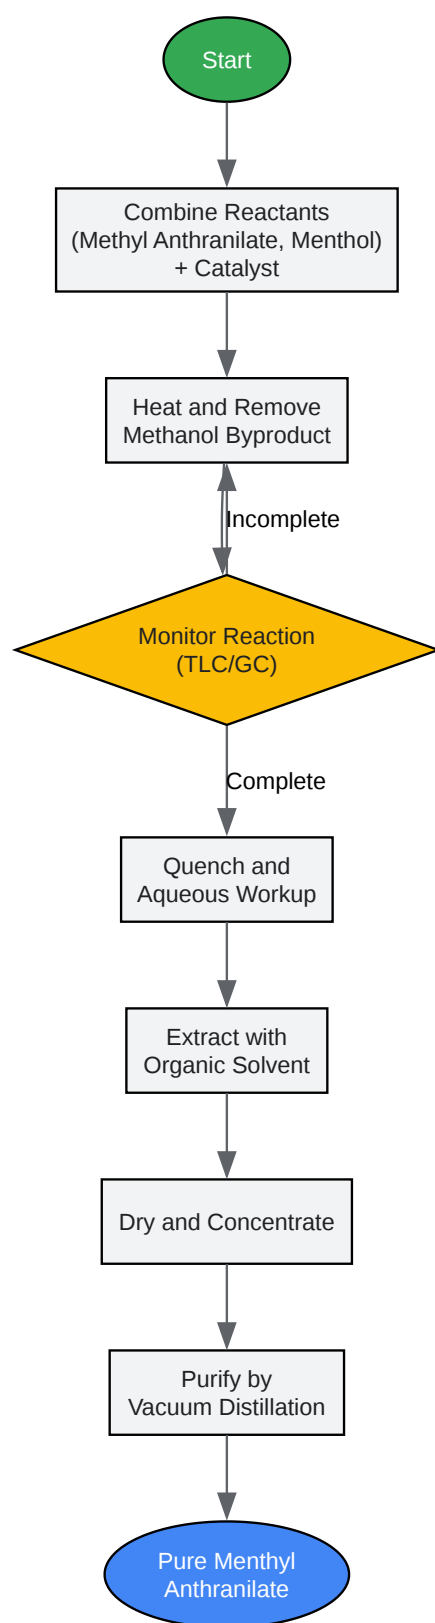 Start
Combine Reactants
(Methyl Anthranilate, Menthol)
+ Catalyst
Heat and Remove
Methanol Byproduct
Incomplete
Monitor Reaction
(TLC/GC)
Complete
Quench and
Aqueous Workup
Extract with
Organic Solvent
Dry and Concentrate
Purify by
Vacuum Distillation
Pure Menthyl
Anthranilate